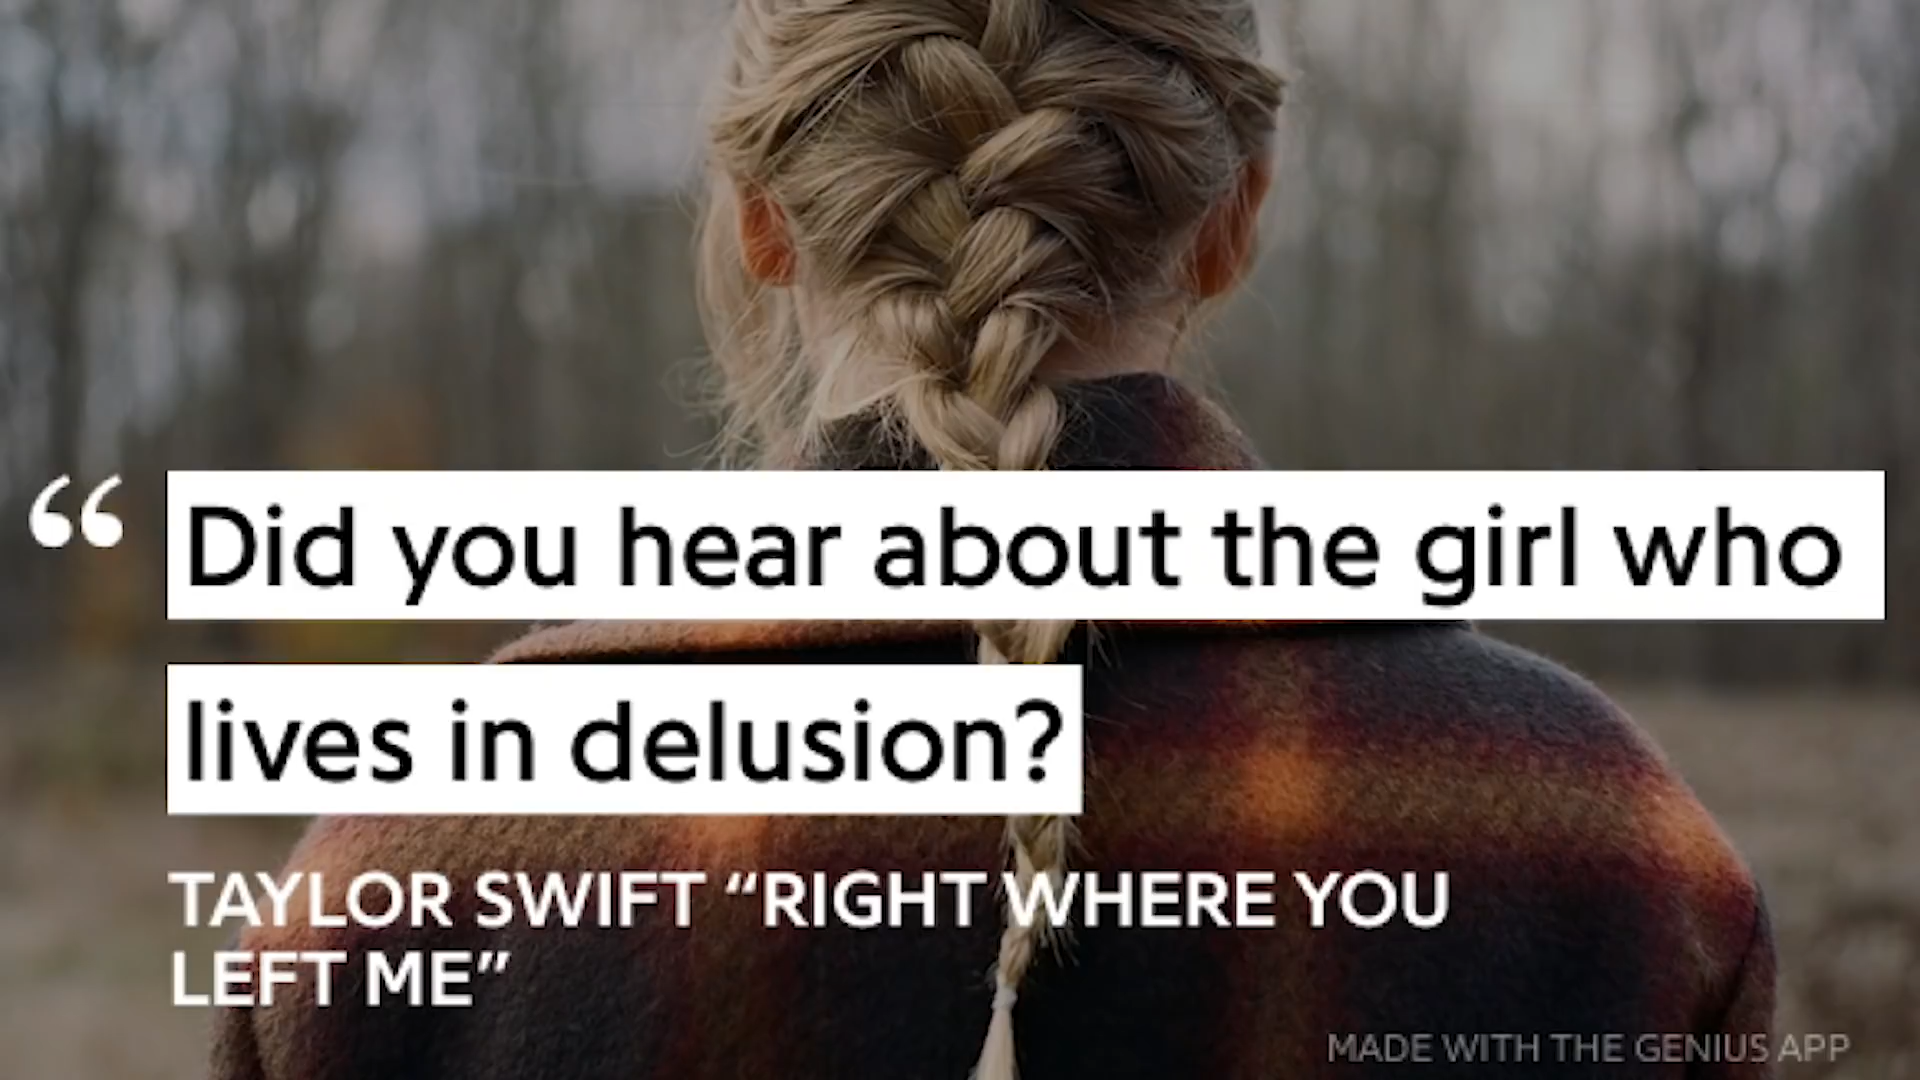 “
Did you hear about the girl who
lives in delusion?
TAYLOR SWIFT “RIGHT WHERE YOU
LEFT ME”
MADE WITH THE GENIUS APP